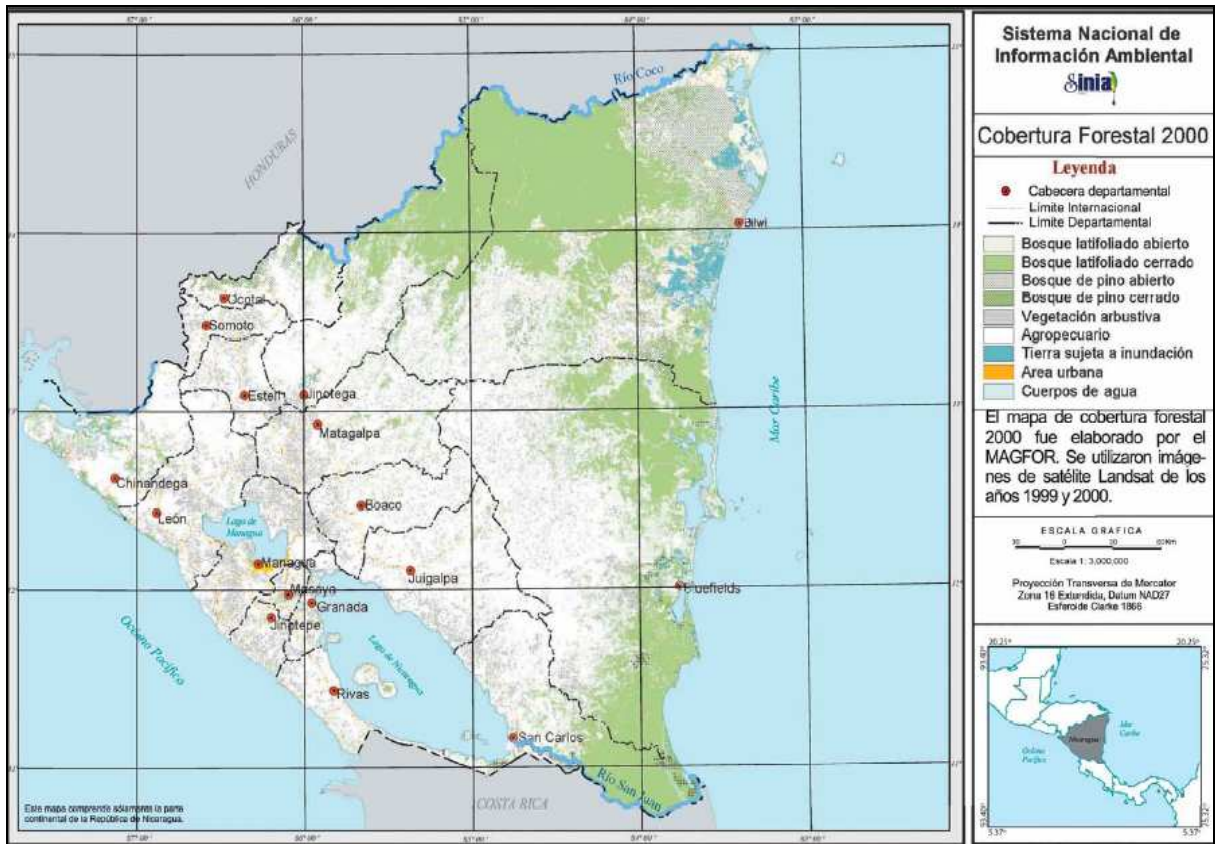 Sistema Nacional de
Información Ambiental
Sinia
Cobertura Forestal 2000
Leyenda
Cabecera departamental
Límite Internacional
Límite Departamental
Bosque latifoliado abierto
Bosque latifoliado cerrado
Bosque de pino abierto
Bosque de pino cerrado
Vegetación arbustiva
Agropecuario
Tierra sujeta a inundación
Area urbana
Cuerpos de agua
El mapa de cobertura forestal
2000 fue elaborado por el
MAGFOR. Se utilizaron imáge-
nes de satélite Landsat de los
años 1999 y 2000.
ESCALA GRAFICA
Escala 1: 3,000,000
Proyección Transversa de Mercator
Zona 16 Extendida, Datum NAD27
Esferoide Clarke 1866
Nicaragua
Mar
Caribe
Océano
Pacífico
5.37°
5.37°
HONDURAS
Río Coco
Bilwi
Ocotal
Somoto
Estelí
Jinotega
Matagalpa
Mar Caribe
Chinandega
León
Boaco
Lago de
Managua
Managua
Juigalpa
Masaya
Granada
Bluefields
Jinotepe
Océano Pacífico
Lago de Nicaragua
Rivas
San Carlos
Río San Juan
COSTA RICA
Este mapa comprende sólamente la parte
continental de la República de Nicaragua.